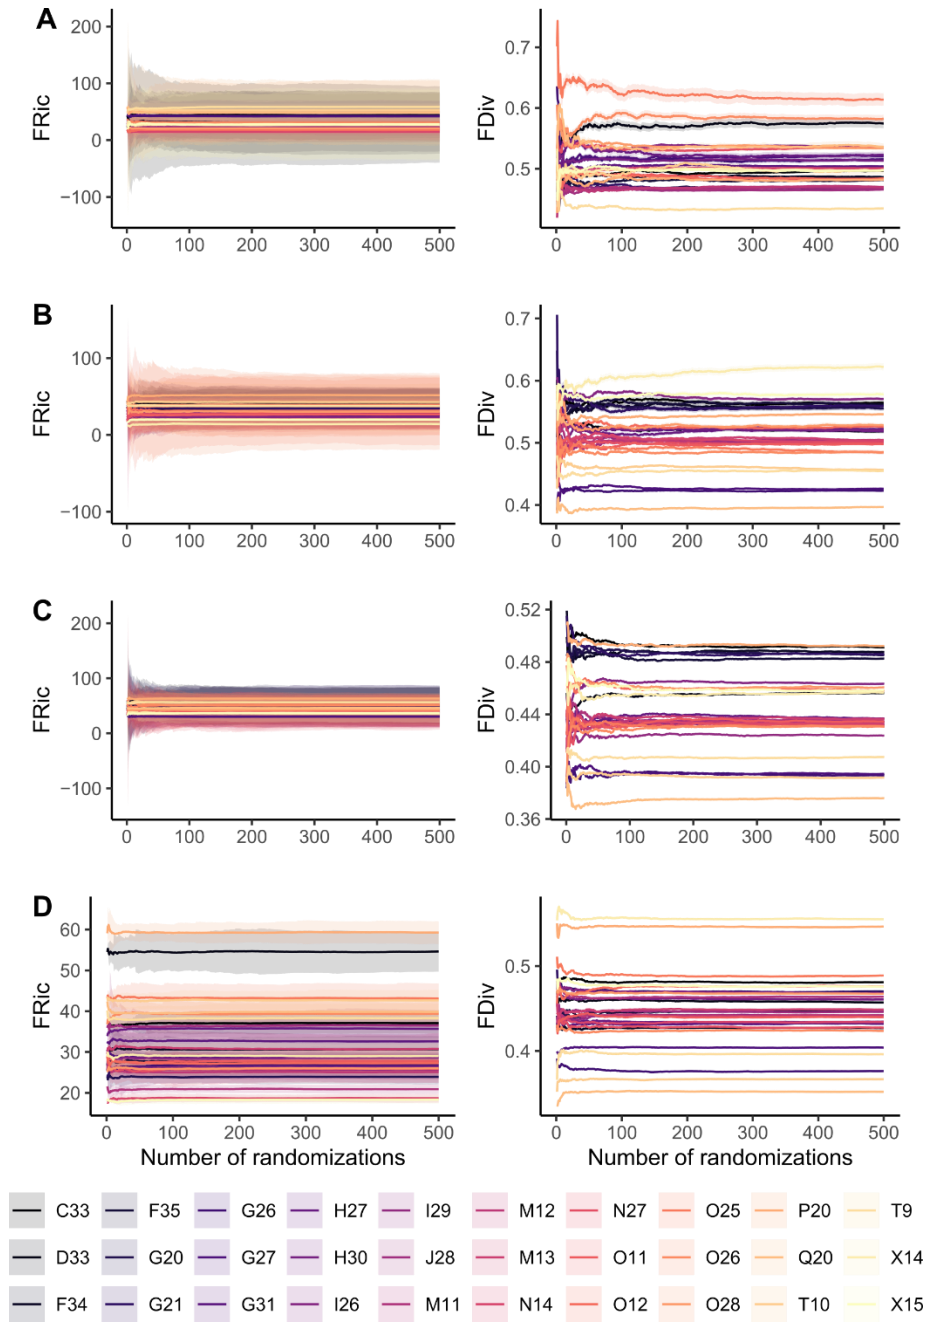 A
FRic
200
100
0
−100
0 100 200 300 400 500
FDiv
0.7
0.6
0.5
0 100 200 300 400 500
B
FRic
100
0
−100
0 100 200 300 400 500
FDiv
0.7
0.6
0.5
0.4
0 100 200 300 400 500
C
FRic
200
100
0
−100
0 100 200 300 400 500
FDiv
0.52
0.48
0.44
0.40
0.36
0 100 200 300 400 500
D
FRic
60
50
40
30
20
0 100 200 300 400 500
Number of randomizations
FDiv
0.5
0.4
0 100 200 300 400 500
Number of randomizations
C33 F35 G26 H27 I29 M12 N27 O25 P20 T9
D33 G20 G27 H30 J28 M13 O11 O26 Q20 X14
F34 G21 G31 I26 M11 N14 O12 O28 T10 X15